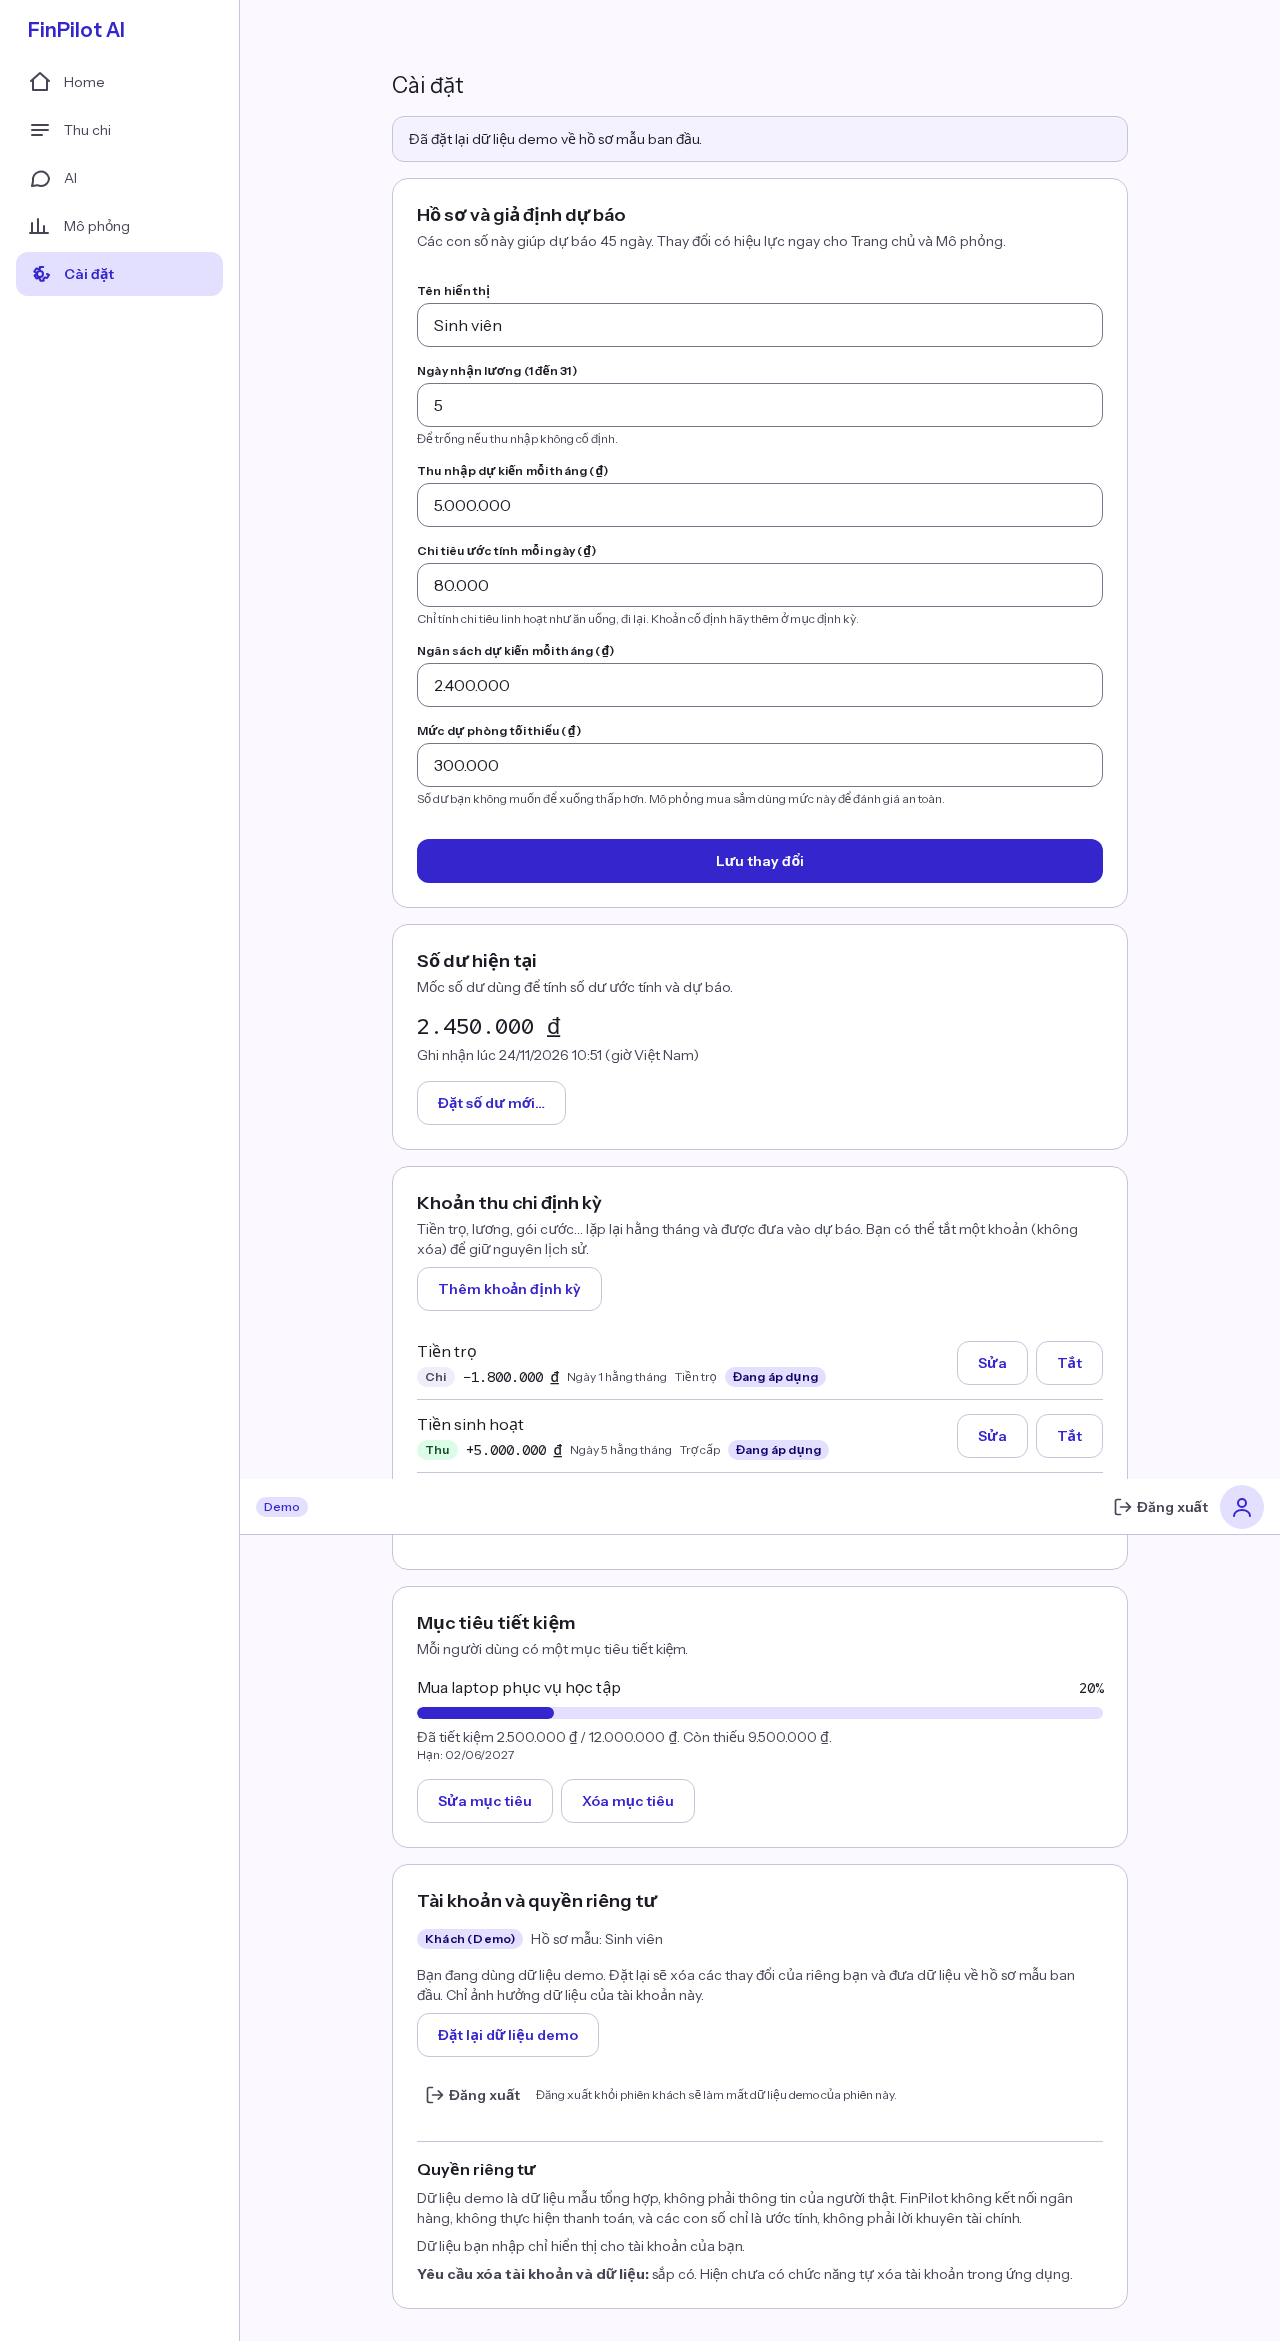 FinPilot AI
Home
Thu chi
AI
Mô phỏng
Cài đặt
Cài đặt
Đã đặt lại dữ liệu demo về hồ sơ mẫu ban đầu.
Hồ sơ và giả định dự báo
Các con số này giúp dự báo 45 ngày. Thay đổi có hiệu lực ngay cho Trang chủ và Mô phỏng.
Tên hiển thị
Sinh viên
Ngày nhận lương (1 đến 31)
5
Để trống nếu thu nhập không cố định.
Thu nhập dự kiến mỗi tháng (₫)
5.000.000
Chi tiêu ước tính mỗi ngày (₫)
80.000
Chỉ tính chi tiêu linh hoạt như ăn uống, đi lại. Khoản cố định hãy thêm ở mục định kỳ.
Ngân sách dự kiến mỗi tháng (₫)
2.400.000
Mức dự phòng tối thiểu (₫)
300.000
Số dư bạn không muốn để xuống thấp hơn. Mô phỏng mua sắm dùng mức này để đánh giá an toàn.
Lưu thay đổi
Số dư hiện tại
Mốc số dư dùng để tính số dư ước tính và dự báo.
2.450.000 ₫
Ghi nhận lúc 24/11/2026 10:51 (giờ Việt Nam)
Đặt số dư mới…
Khoản thu chi định kỳ
Tiền trọ, lương, gói cước… lặp lại hằng tháng và được đưa vào dự báo. Bạn có thể tắt một khoản (không
xóa) để giữ nguyên lịch sử.
Thêm khoản định kỳ
Tiền trọ
Chi −1.800.000 ₫ Ngày 1 hằng tháng Tiền trọ Đang áp dụng
Sửa Tắt
Tiền sinh hoạt
Thu +5.000.000 ₫ Ngày 5 hằng tháng Trợ cấp Đang áp dụng
Sửa Tắt
Demo
Đăng xuất
Mục tiêu tiết kiệm
Mỗi người dùng có một mục tiêu tiết kiệm.
Mua laptop phục vụ học tập 20%
Đã tiết kiệm 2.500.000 ₫ / 12.000.000 ₫. Còn thiếu 9.500.000 ₫.
Hạn: 02/06/2027
Sửa mục tiêu Xóa mục tiêu
Tài khoản và quyền riêng tư
Khách (Demo) Hồ sơ mẫu: Sinh viên
Bạn đang dùng dữ liệu demo. Đặt lại sẽ xóa các thay đổi của riêng bạn và đưa dữ liệu về hồ sơ mẫu ban
đầu. Chỉ ảnh hưởng dữ liệu của tài khoản này.
Đặt lại dữ liệu demo
Đăng xuất Đăng xuất khỏi phiên khách sẽ làm mất dữ liệu demo của phiên này.
Quyền riêng tư
Dữ liệu demo là dữ liệu mẫu tổng hợp, không phải thông tin của người thật. FinPilot không kết nối ngân
hàng, không thực hiện thanh toán, và các con số chỉ là ước tính, không phải lời khuyên tài chính.
Dữ liệu bạn nhập chỉ hiển thị cho tài khoản của bạn.
Yêu cầu xóa tài khoản và dữ liệu: sắp có. Hiện chưa có chức năng tự xóa tài khoản trong ứng dụng.